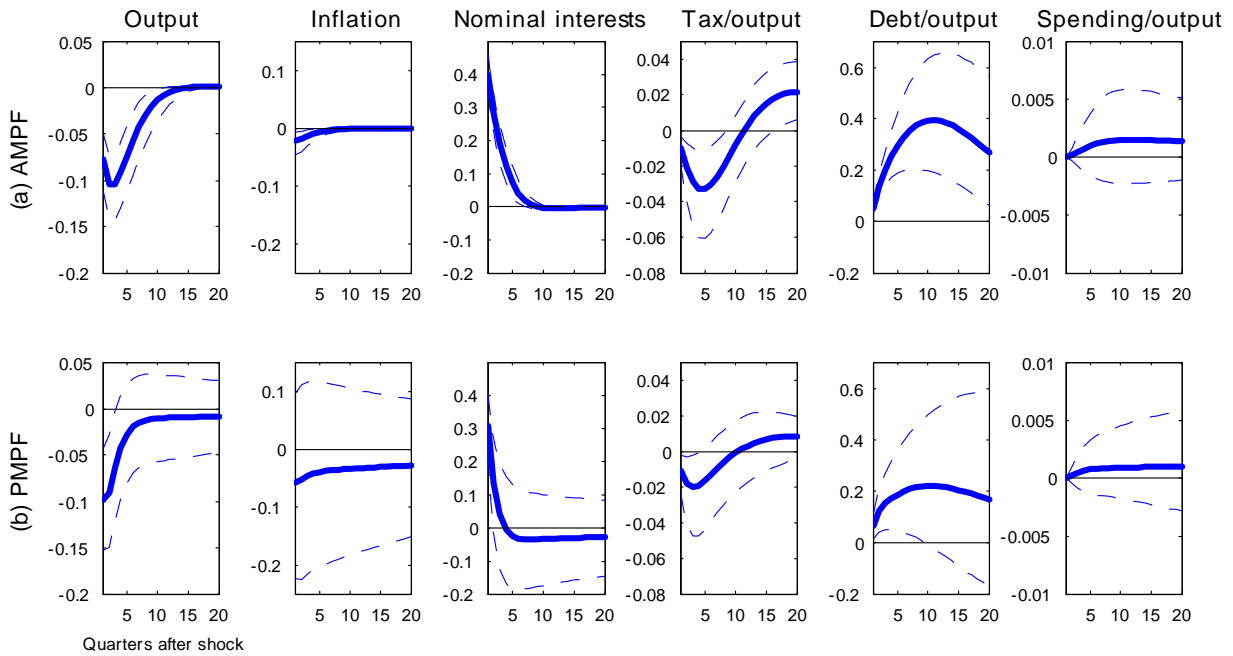 Output Inflation Nominal interests Tax/output Debt/output Spending/output
(a) AMPF
0.05 0 -0.05 -0.1 -0.15 -0.2
5 10 15 20
0.1 0 -0.1 -0.2
5 10 15 20
0.4 0.3 0.2 0.1 0 -0.1 0.2
5 10 15 20
0.04 0.02 0 -0.02 -0.04 -0.06 -0.08
5 10 15 20
0.6 0.4 0.2 0 -0.2
5 10 15 20
0.01 0.005 0 -0.005 -0.01
5 10 15 20
(b) PMPF
0.05 0 -0.05 -0.1 -0.15 -0.2
5 10 15 20
0.1 0 -0.1 -0.2
5 10 15 20
0.4 0.3 0.2 0.1 0 -0.1 0.2
5 10 15 20
0.04 0.02 0 -0.02 -0.04 -0.06 -0.08
5 10 15 20
0.6 0.4 0.2 0 0.2
5 10 15 20
0.01 0.005 0 -0.005 -0.01
5 10 15 20
Quarters after shock